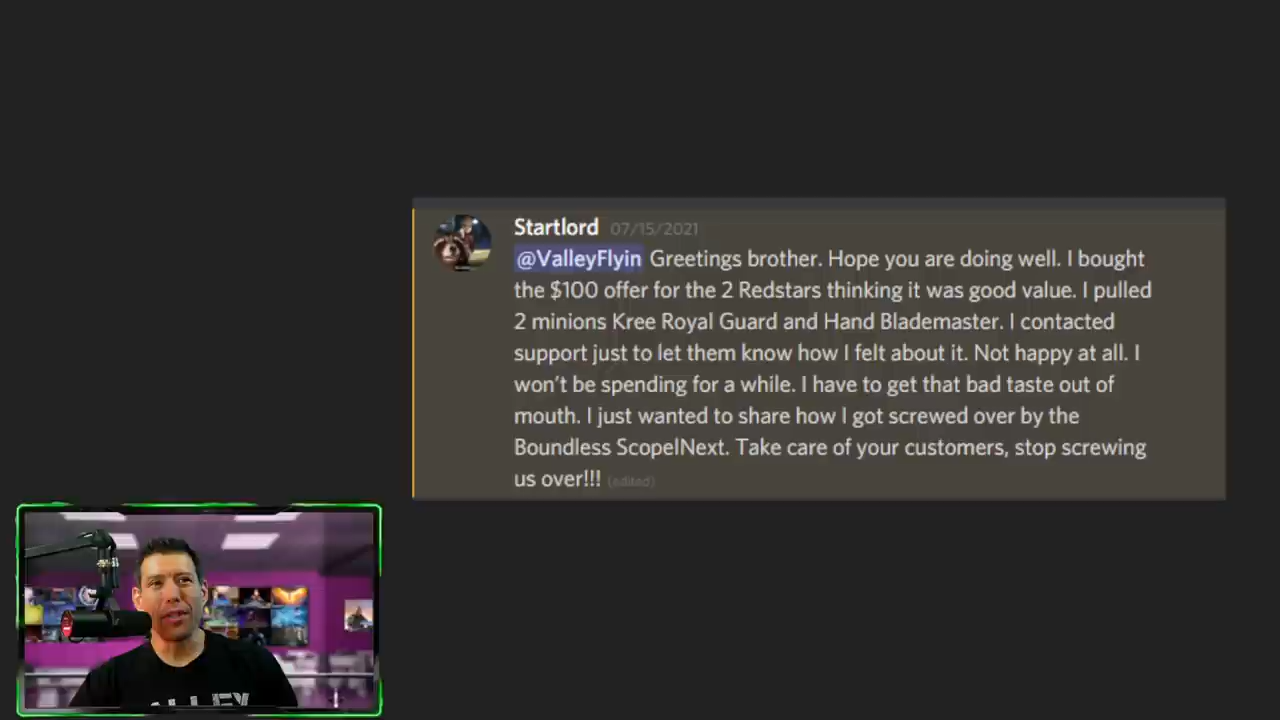 Startlord 07/15/2021
@ValleyFlyin Greetings brother. Hope you are doing well. I bought
the $100 offer for the 2 Redstars thinking it was good value. I pulled
2 minions Kree Royal Guard and Hand Blademaster. I contacted
support just to let them know how I felt about it. Not happy at all. I
won't be spending for a while. I have to get that bad taste out of
mouth. I just wanted to share how I got screwed over by the
Boundless ScopelNext. Take care of your customers, stop screwing
us over!!! (edited)